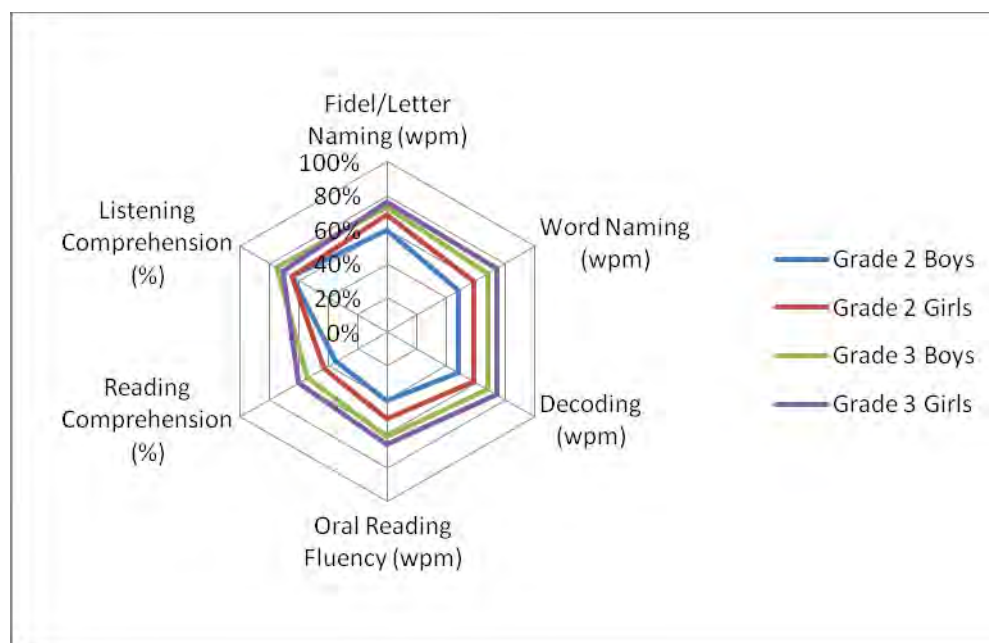 Fidel/Letter
Naming (wpm)
100%
80%
60%
40%
20%
0%
Word Naming
(wpm)
Decoding
(wpm)
Oral Reading
Fluency (wpm)
Reading
Comprehension
(%)
Listening
Comprehension
(%)
Grade 2 Boys
Grade 2 Girls
Grade 3 Boys
Grade 3 Girls